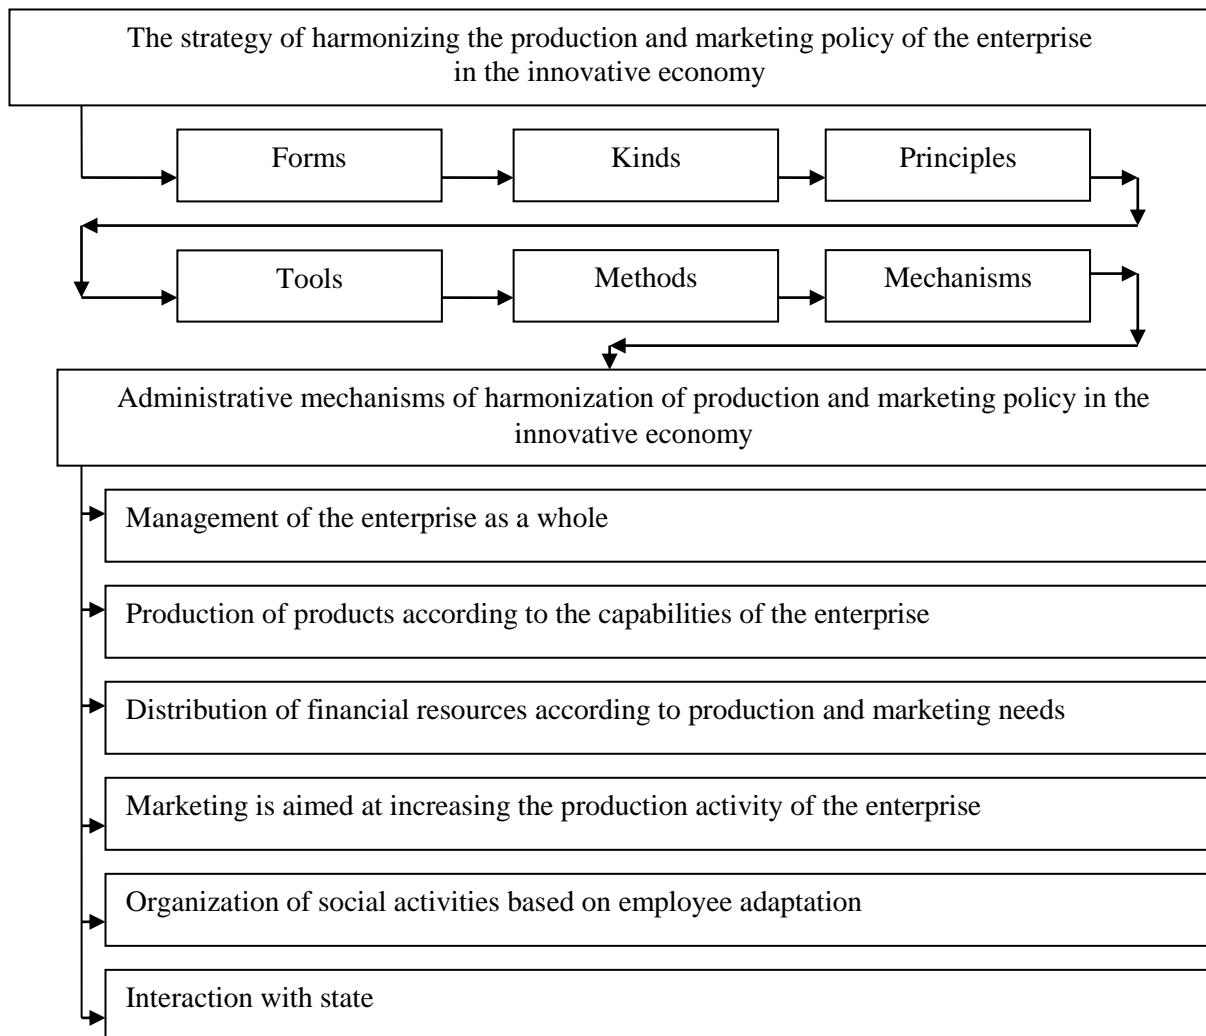 The strategy of harmonizing the production and marketing policy of the enterprise
in the innovative economy
Forms
Kinds
Principles
Tools
Methods
Mechanisms
Administrative mechanisms of harmonization of production and marketing policy in the
innovative economy
Management of the enterprise as a whole
Production of products according to the capabilities of the enterprise
Distribution of financial resources according to production and marketing needs
Marketing is aimed at increasing the production activity of the enterprise
Organization of social activities based on employee adaptation
Interaction with state